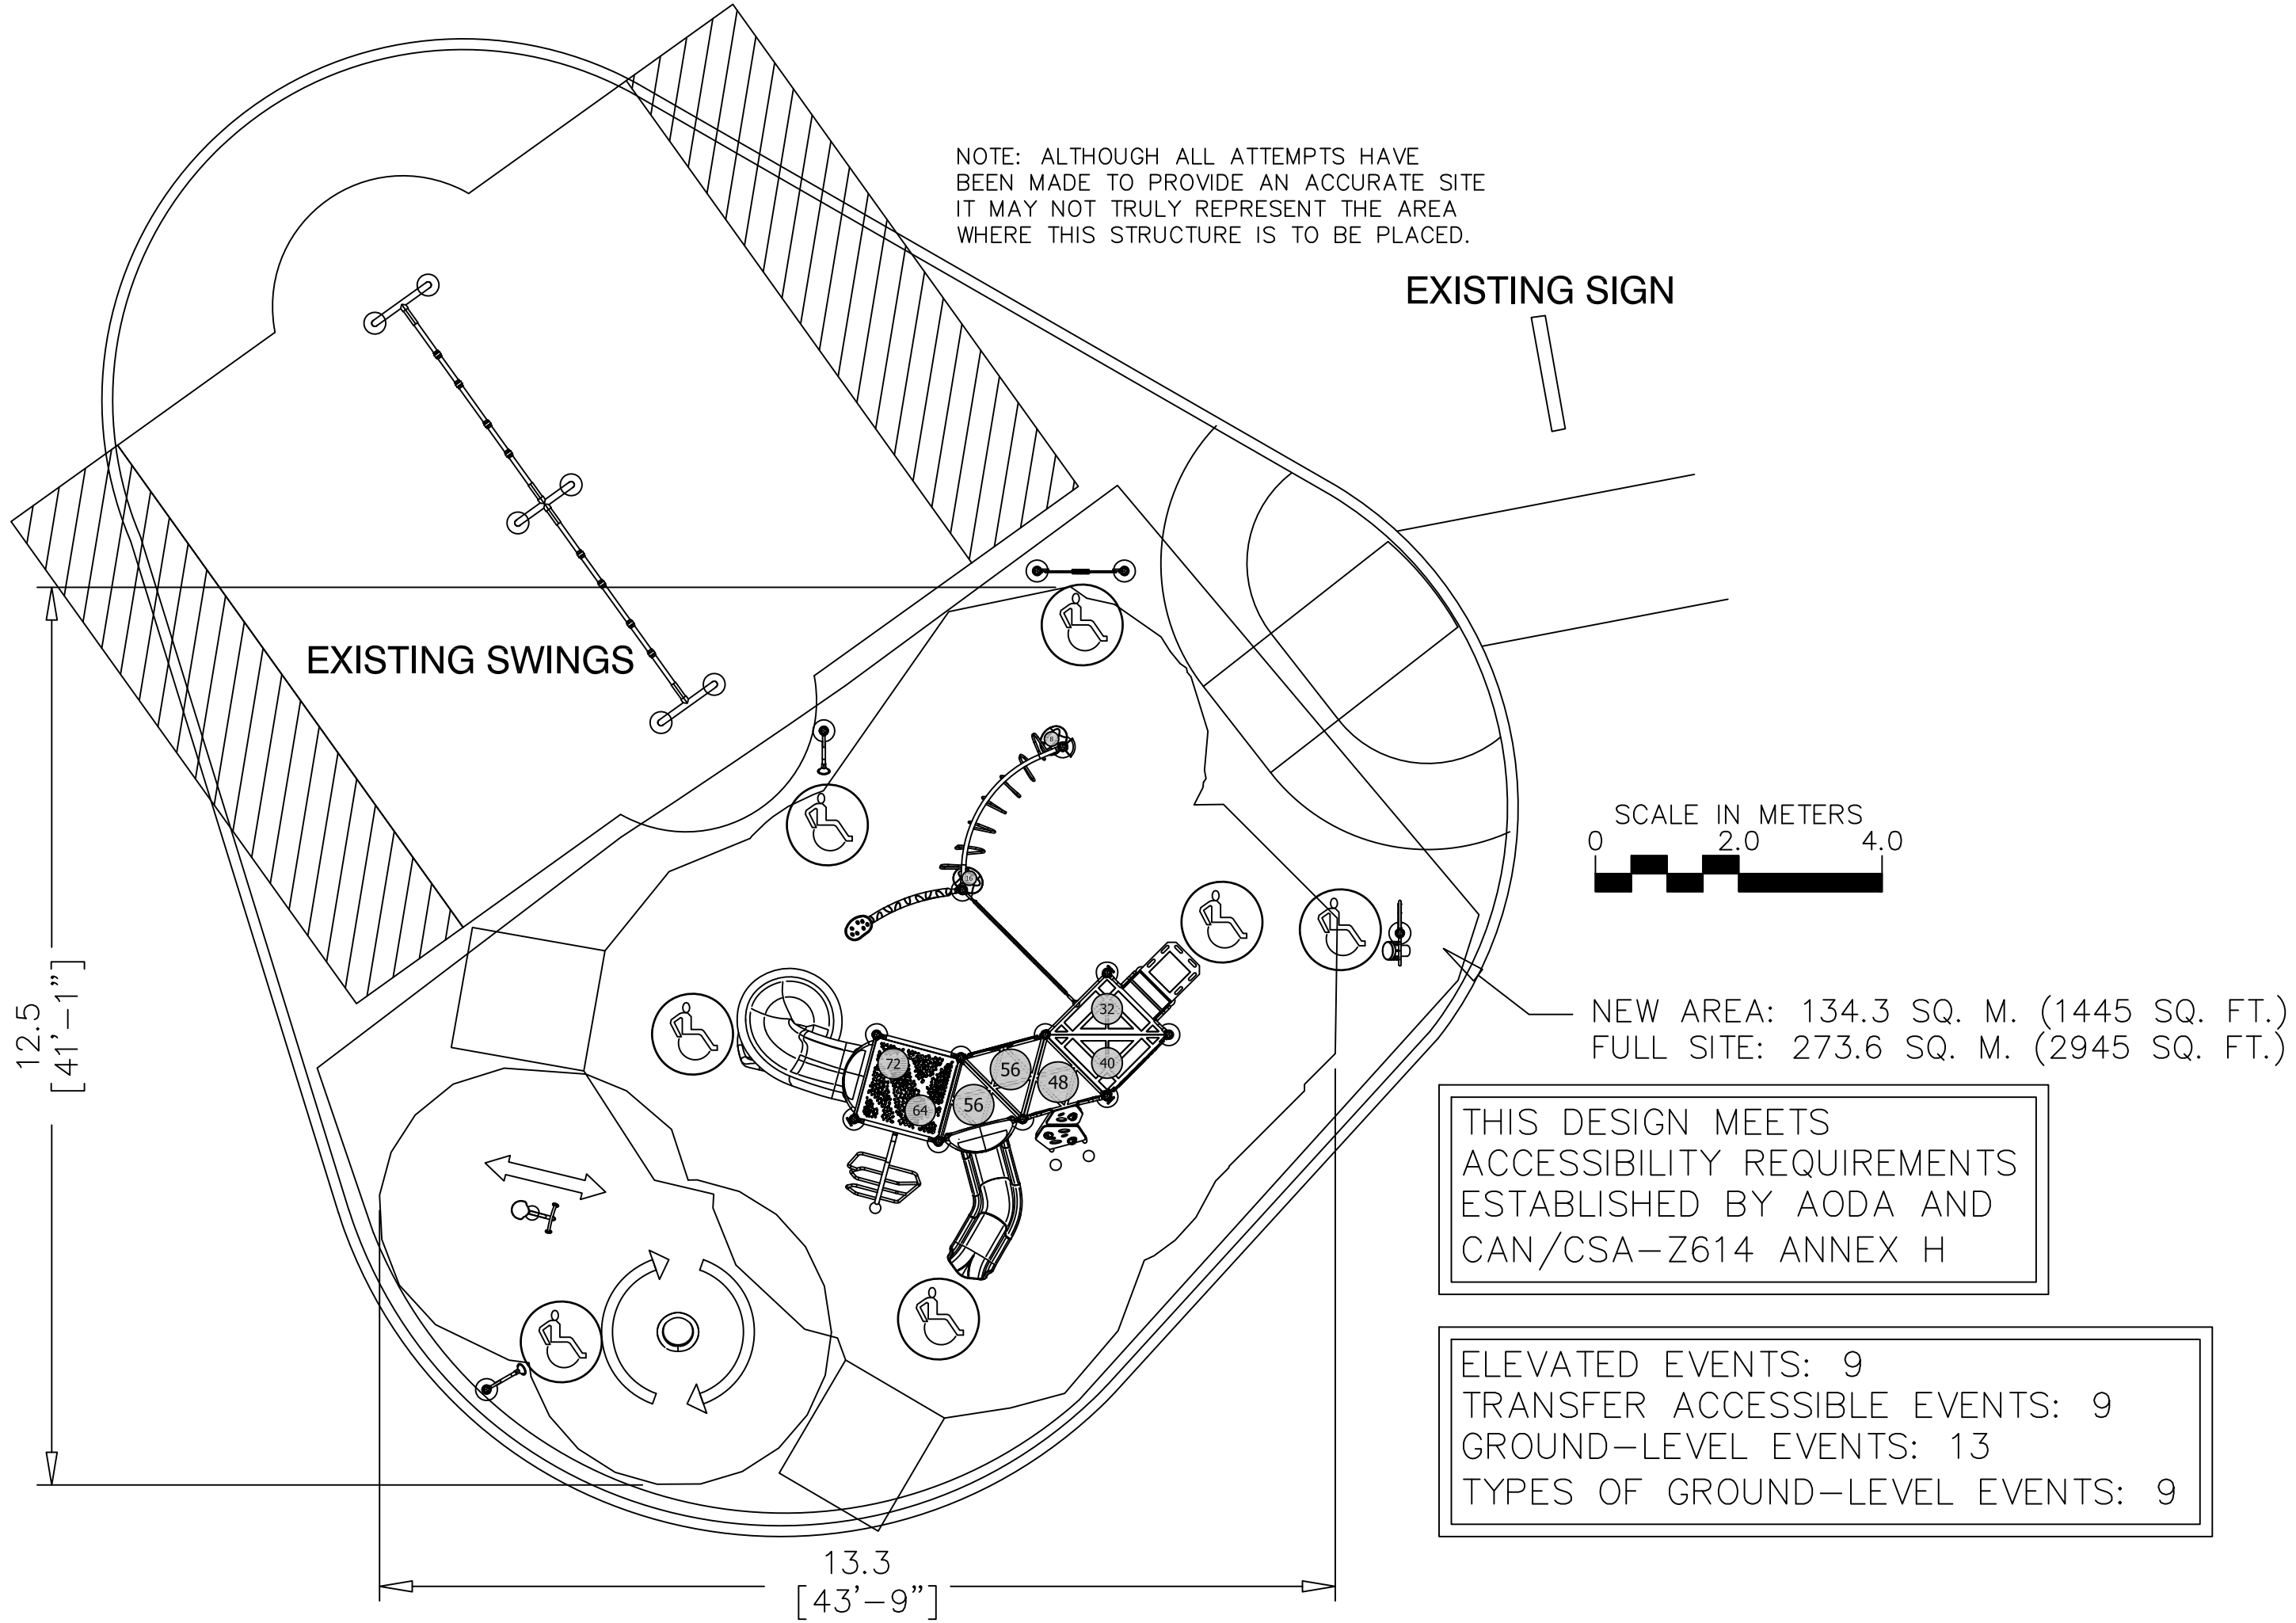 NOTE: ALTHOUGH ALL ATTEMPTS HAVE
BEEN MADE TO PROVIDE AN ACCURATE SITE
IT MAY NOT TRULY REPRESENT THE AREA
WHERE THIS STRUCTURE IS TO BE PLACED.
EXISTING SIGN
EXISTING SWINGS
8
16
SCALE IN METERS
0 2.0 4.0
32
40
48
56
56
64
72
NEW AREA: 134.3 SQ. M. (1445 SQ. FT.)
FULL SITE: 273.6 SQ. M. (2945 SQ. FT.)
12.5
[41'-1"]
THIS DESIGN MEETS
ACCESSIBILITY REQUIREMENTS
ESTABLISHED BY AODA AND
CAN/CSA-Z614 ANNEX H
ELEVATED EVENTS: 9
TRANSFER ACCESSIBLE EVENTS: 9
GROUND-LEVEL EVENTS: 13
TYPES OF GROUND-LEVEL EVENTS: 9
13.3
[43'-9"]